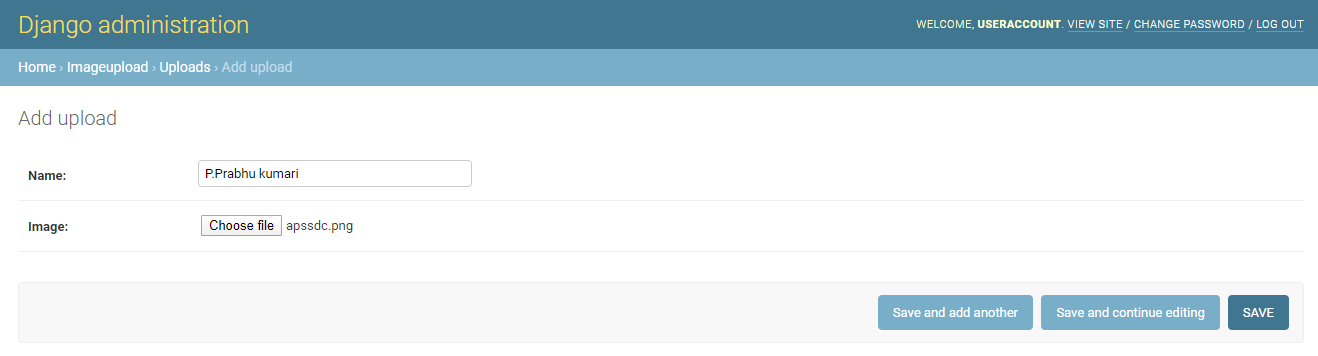 Django administration
WELCOME, USERACCOUNT. VIEW SITE / CHANGE PASSWORD / LOG OUT
Home › Imageupload › Uploads › Add upload
Add upload
Name: P.Prabhu kumari
Image: Choose file apssdc.png
Save and add another Save and continue editing SAVE